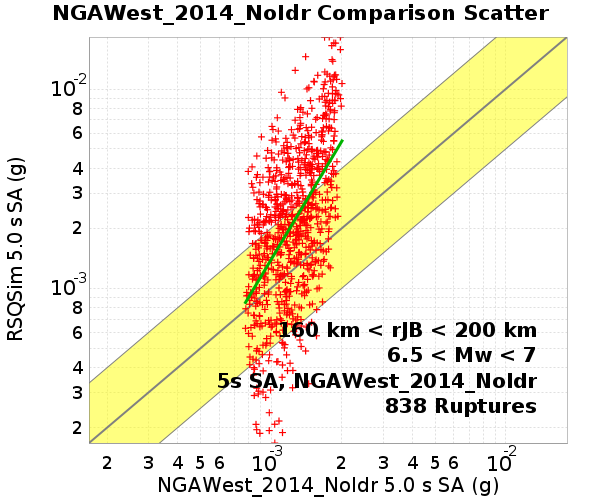 NGAWest_2014_NoIdr Comparison Scatter
RSQSim 5.0 s SA (g)
10-2
8
6
4
3
2
10-3
8
6
4
3
2
160 km < rJB < 200 km
6.5 < Mw < 7
5s SA, NGAWest_2014_NoIdr
838 Ruptures
2 3 4 5 6 10-3 2 3 4 5 6 10-2
NGAWest_2014_NoIdr 5.0 s SA (g)